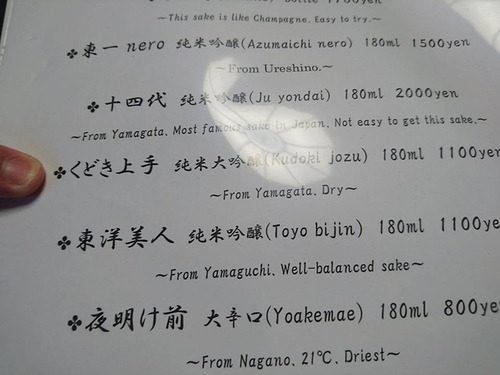 bottle 1700yen
~This sake is like Champagne. Easy to try.~
✤東一 nero 純米吟醸(Azumaichi nero) 180ml 1500yen
~From Ureshino.~
✤十四代 純米吟醸(Ju yondai) 180ml 2000yen
~From Yamagata. Most famous sake in Japan. Not easy to get this sake.~
✤くどき上手 純米大吟醸(Kudoki jozu) 180ml 1100yen
~From Yamagata. Dry~
✤東洋美人 純米吟醸(Toyo bijin) 180ml 1100ye
~From Yamaguchi. Well-balanced sake~
✤夜明け前 大辛口(Yoakemae) 180ml 800ye
~From Nagano. 21℃. Driest~